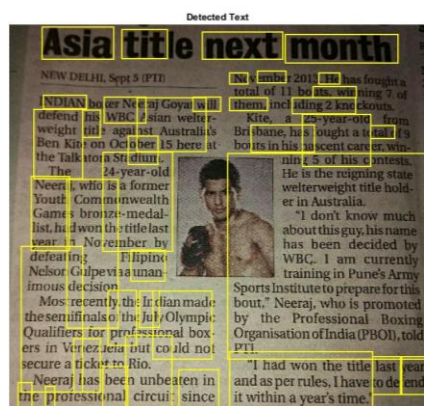 Detected Text
Asia title next month
NEW DELHI, Sept 5 (PTI)
INDIAN boxer Neeraj Goyat will
defend his WBC Asian welter-
weight title against Australia's
Ben Kite on October 15 here at
the Talkatora Stadium.
The 24-year-old
Neeraj, who is a former
Youth Commonwealth
Games bronze-medal-
list, had won the title last
year in November by
defeating Filipino
Nelson Gulpe via a unan-
imous decision.
Most recently, the Indian made
the semifinals of the July Olympic
Qualifiers for professional box-
ers in Venezuela but could not
secure a ticket to Rio.
Neeraj has been unbeaten in
the professional circuit since
November 2013. He has fought a
total of 11 bouts, winning 7 of
them, including 2 knockouts.
Kite, a 25-year-old from
Brisbane, has fought a total of 9
bouts in his nascent career, win-
ning 5 of his contests.
He is the reigning state
welterweight title hold-
er in Australia.
"I don't know much
about this guy, his name
has been decided by
WBC. I am currently
training in Pune's Army
Sports Institute to prepare for this
bout," Neeraj, who is promoted
by the Professional Boxing
Organisation of India (PBOI), told
PTI.
"I had won the title last year
and as per rules, I have to defend
it within a year's time."